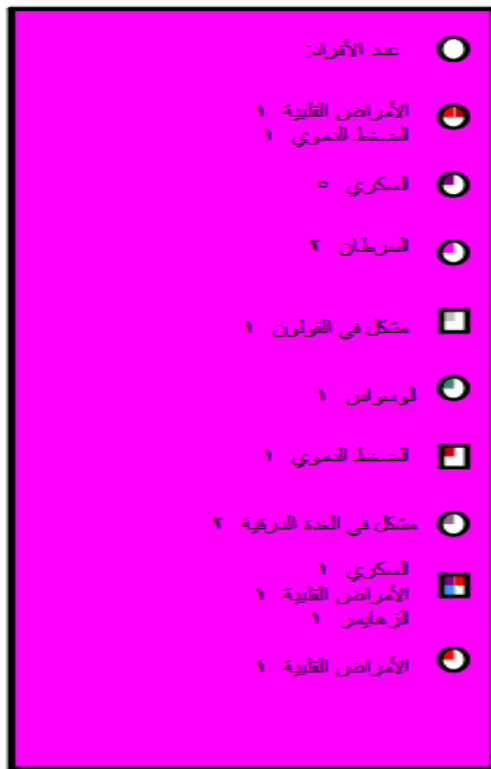 عدد الأفراد:
الأمراض القلبية ١
الضغط الدموي ١
السكري ٥
السرطان ٢
مشكل في القولون ١
الوسواس ١
الضغط الدموي ١
مشكل في الغدة الدرقية ٢
السكري ١
الأمراض القلبية ١
الزهايمر ١
الأمراض القلبية ١